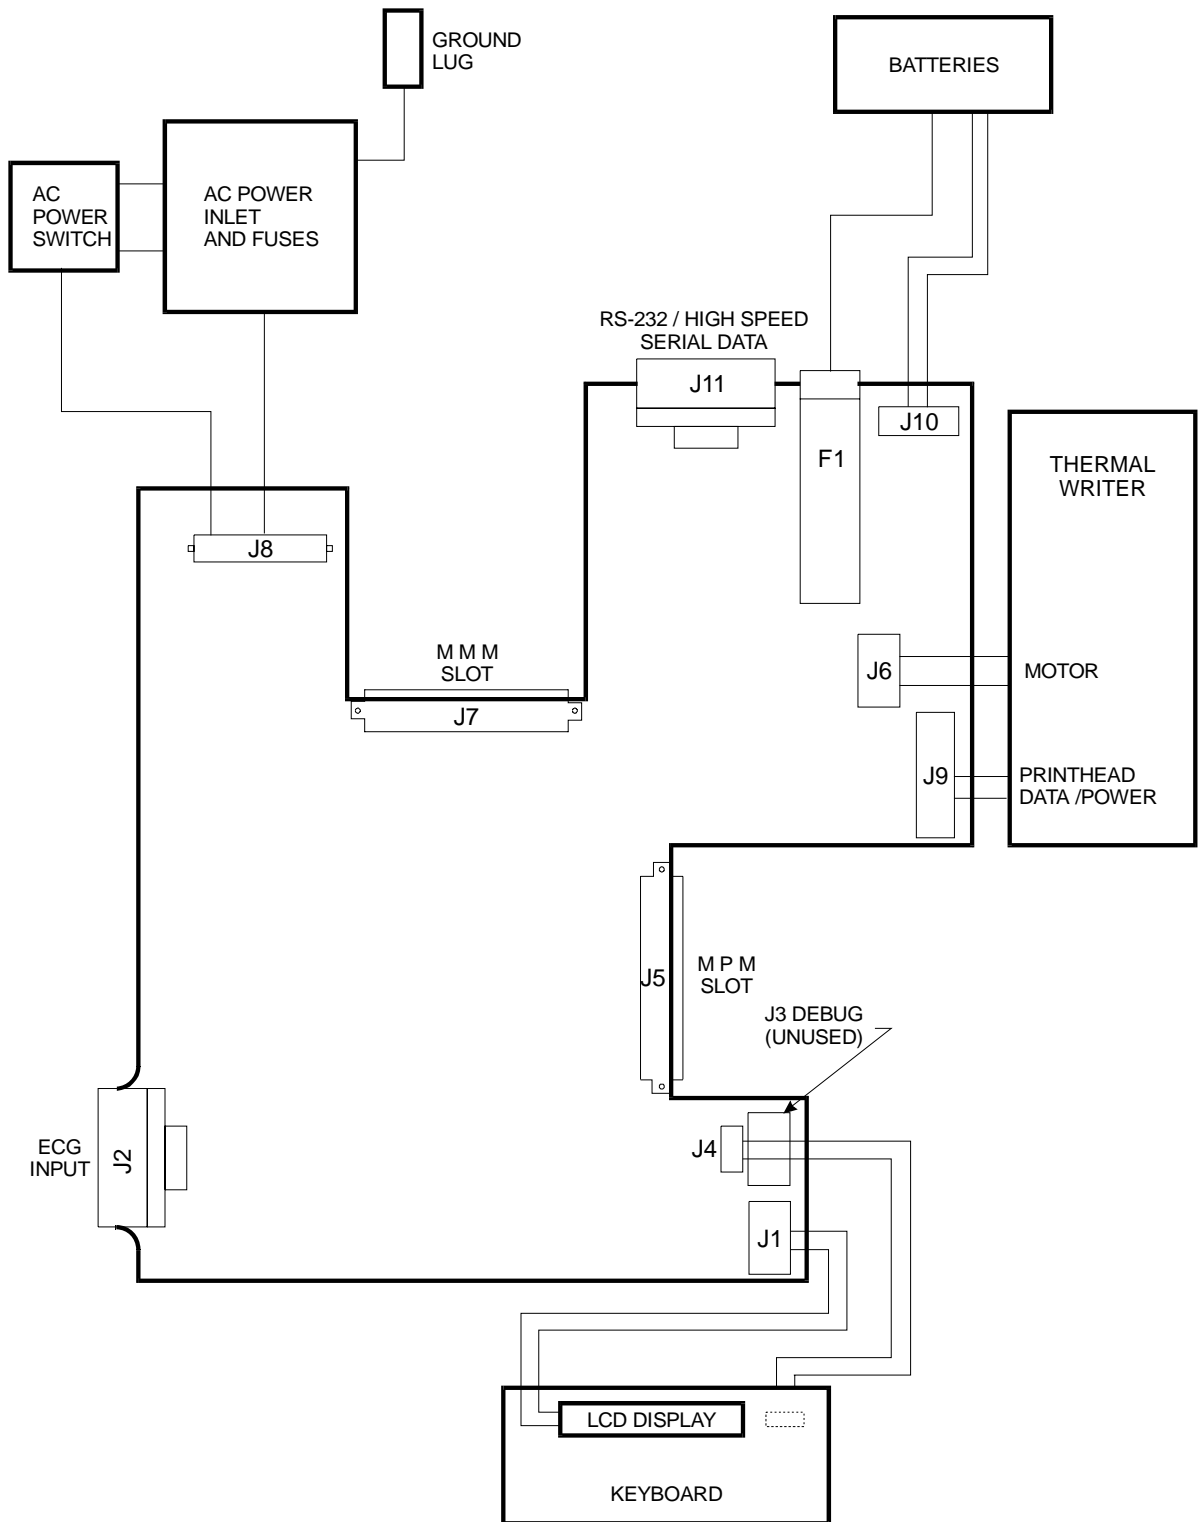 GROUND
LUG
BATTERIES
AC
POWER
SWITCH
AC POWER
INLET
AND FUSES
RS-232 / HIGH SPEED
SERIAL DATA
J11
F1
J10
THERMAL
WRITER
J8
M M M
SLOT
J7
J6
MOTOR
J9
PRINTHEAD
DATA /POWER
J5
M P M
SLOT
J3 DEBUG
(UNUSED)
ECG
INPUT
J2
J4
J1
LCD DISPLAY
KEYBOARD